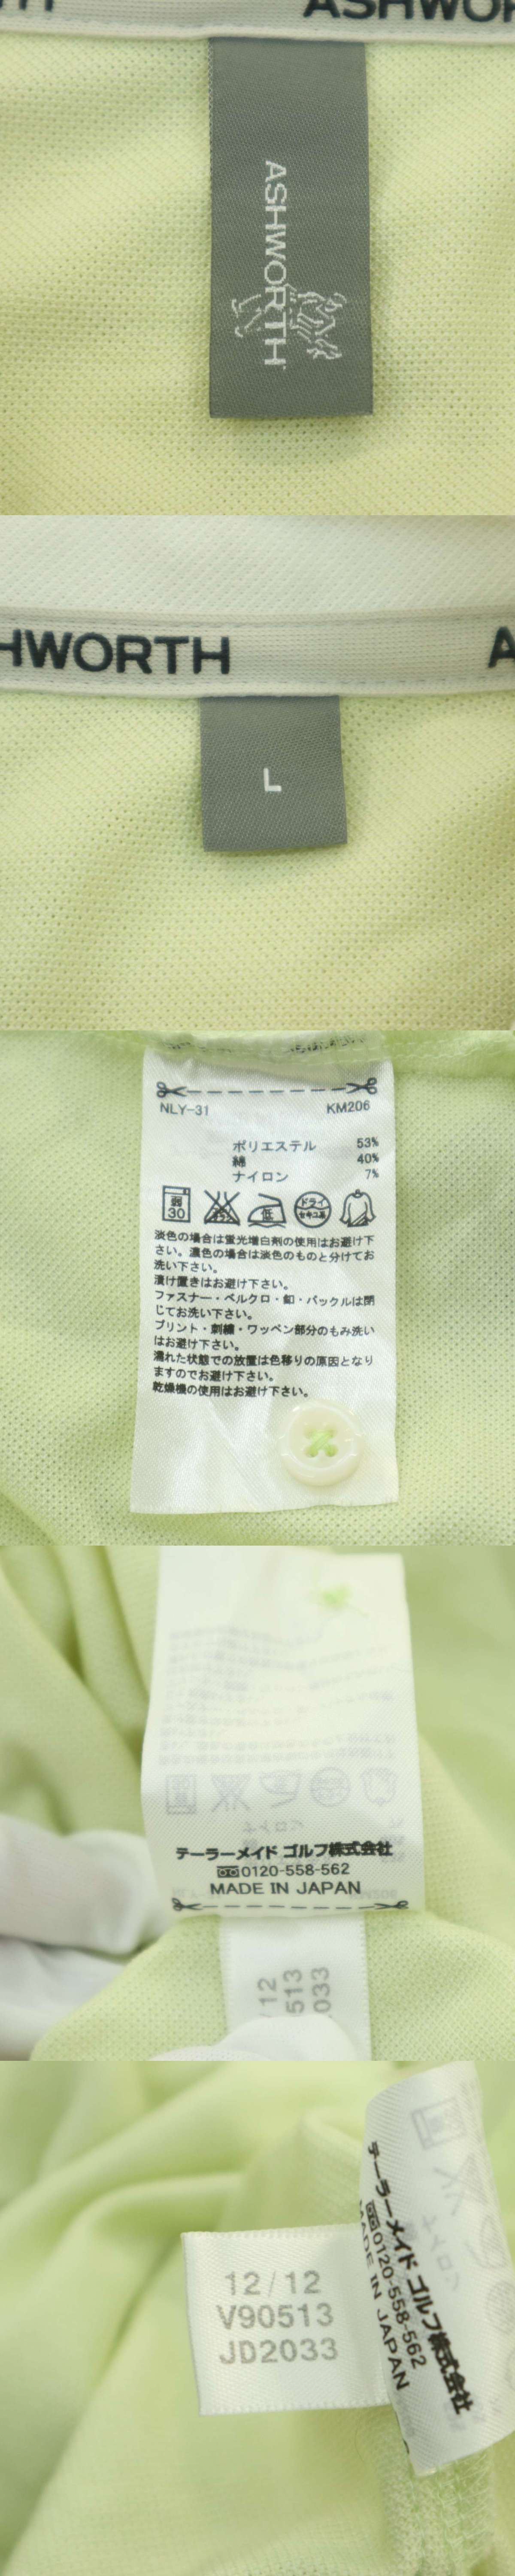 ASHWOR
ASHWORTH
HWORTH
A
L
NLY-31 KM206
ポリエステル 53%
綿 40%
ナイロン 7%
弱 30 低 ドライ セキユ系
淡色の場合は蛍光増白剤の使用はお避け下
さい。濃色の場合は淡色のものと分けてお
洗い下さい。
漬け置きはお避け下さい。
ファスナー・ベルクロ・釦・バックルは閉
じてお洗い下さい。
プリント・刺繍・ワッペン部分のもみ洗い
はお避け下さい。
濡れた状態での放置は色移りの原因となり
ますのでお避け下さい。
乾燥機の使用はお避け下さい。
テーラーメイド ゴルフ株式会社
0120-558-562
MADE IN JAPAN
/12
513
033
12/12
V90513
JD2033
テーラーメイド ゴルフ株式会社
0120-558-562
MADE IN JAPAN